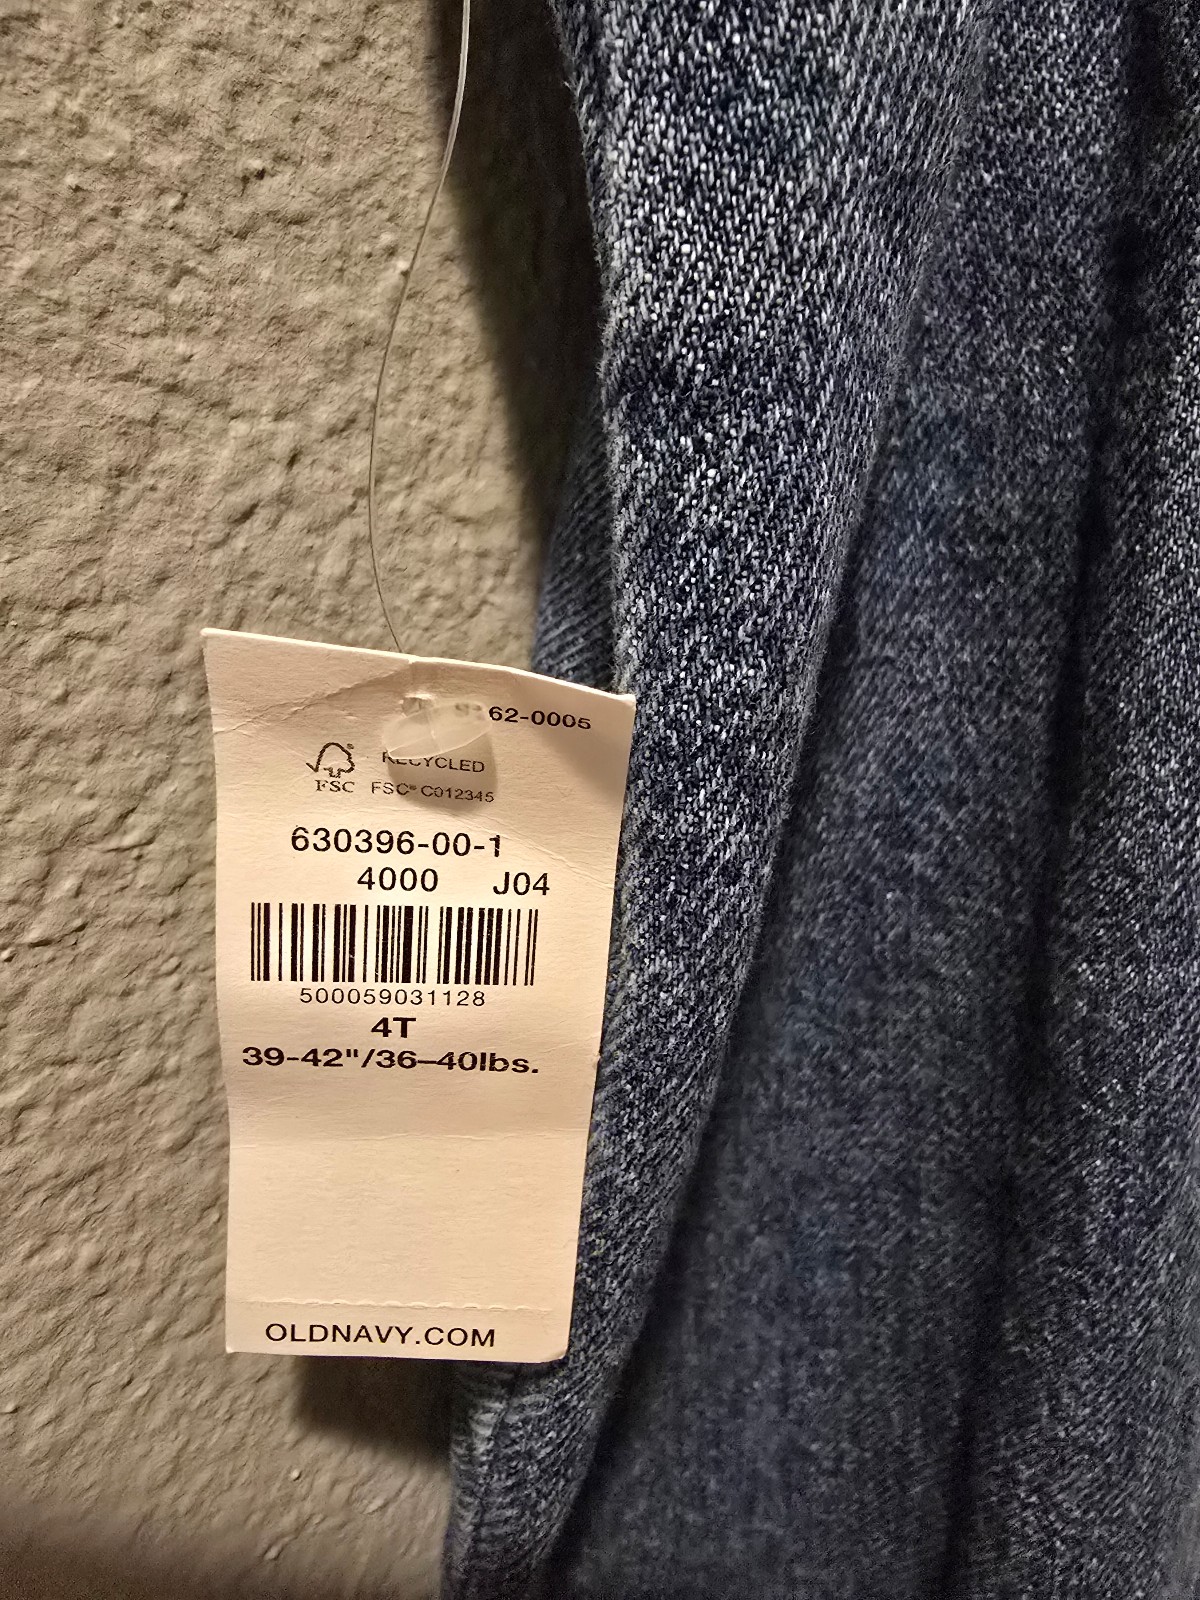 62-0005
RECYCLED
FSC FSC® C012345
630396-00-1
4000 J04
500059031128
4T
39-42"/36–40lbs.
OLDNAVY.COM